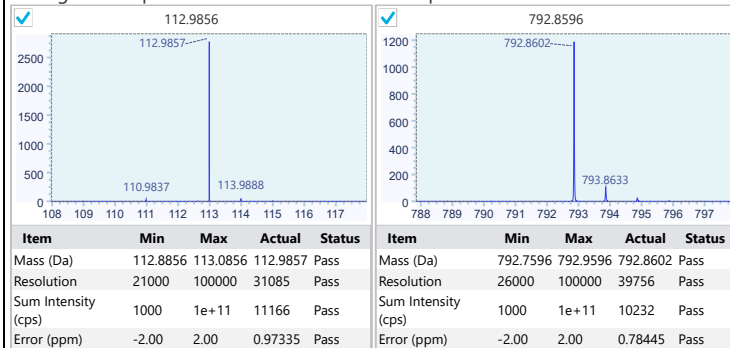 112.9856
112.9857
2500
2000
1500
1000
500
0
110.9837
113.9888
108 109 110 111 112 113 114 115 116 117
Item Min Max Actual Status
Mass (Da) 112.8856 113.0856 112.9857 Pass
Resolution 21000 100000 31085 Pass
Sum Intensity
(cps) 1000 1e+11 11166 Pass
Error (ppm) -2.00 2.00 0.97335 Pass
792.8596
792.8602
1200
1000
800
600
400
200
0
793.8633
788 789 790 791 792 793 794 795 796 797
Item Min Max Actual Status
Mass (Da) 792.7596 792.9596 792.8602 Pass
Resolution 26000 100000 39756 Pass
Sum Intensity
(cps) 1000 1e+11 10232 Pass
Error (ppm) -2.00 2.00 0.78445 Pass